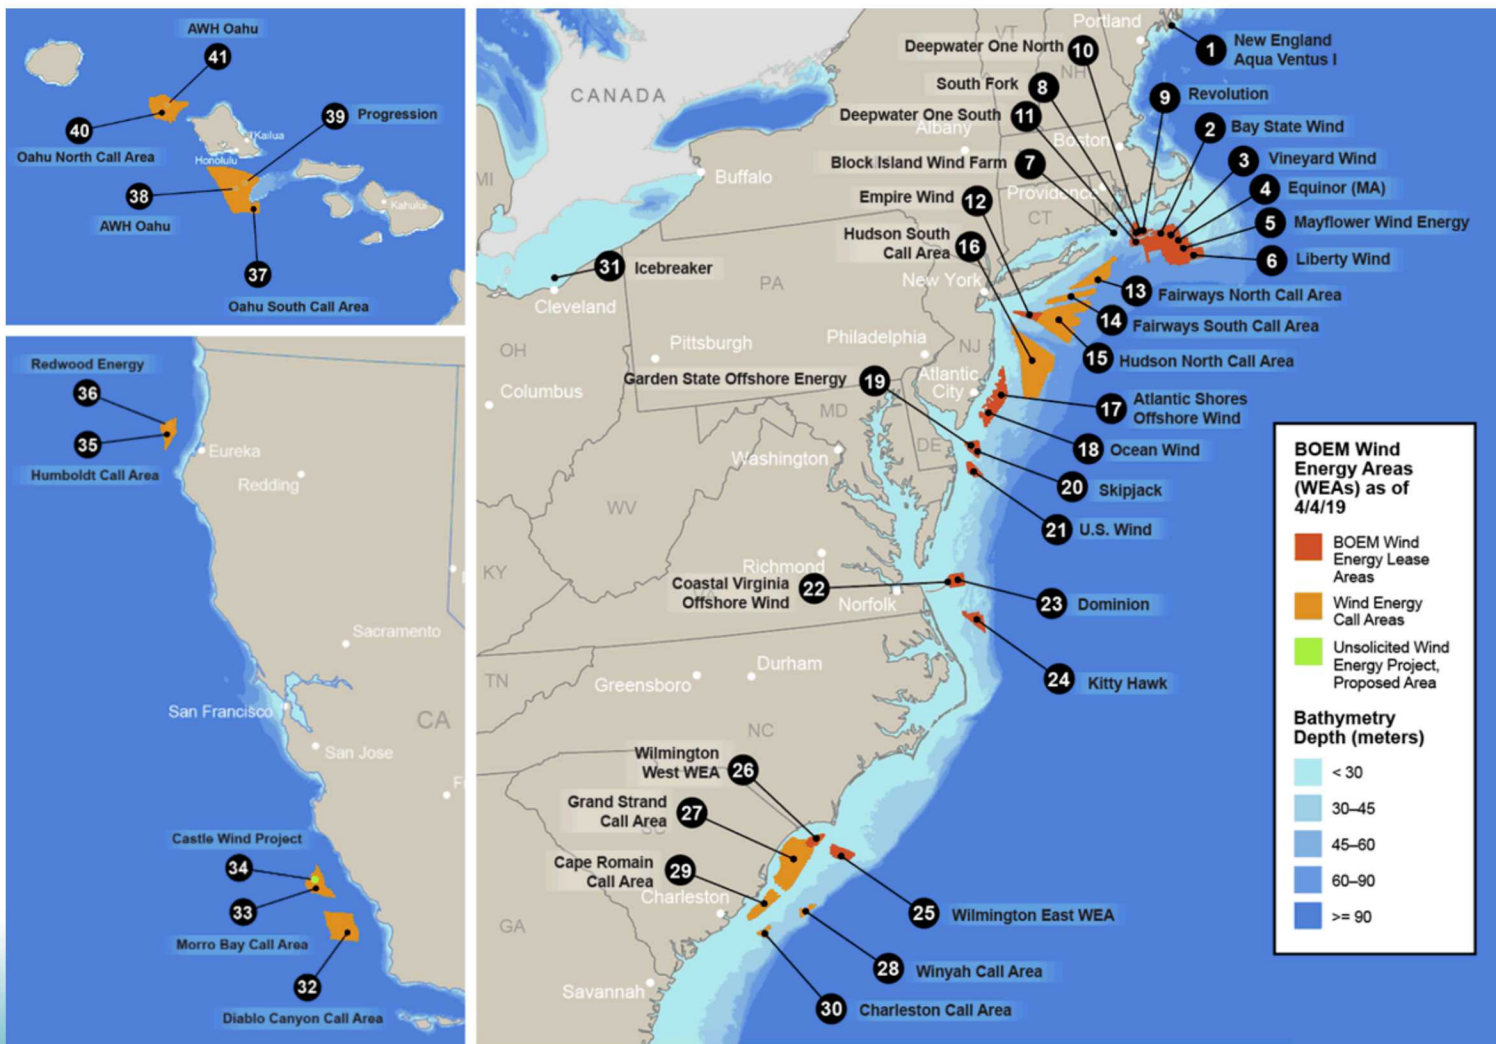 AWH Oahu
41
39
Progression
40
Oahu North Call Area
Kailua
Honolulu
38
AWH Oahu
Kahului
37
Oahu South Call Area
Redwood Energy
36
35
Humboldt Call Area
Eureka
Redding
Sacramento
San Francisco
CA
San Jose
Castle Wind Project
34
33
Morro Bay Call Area
32
Diablo Canyon Call Area
CANADA
MI
Buffalo
Albany
VT
NH
Portland
Boston
Providence
CT
RI
New York
PA
31
Icebreaker
Cleveland
OH
Pittsburgh
Columbus
Philadelphia
NJ
Atlantic
City
MD
DE
Washington
WV
KY
Richmond
VA
Norfolk
TN
Durham
Greensboro
NC
SC
Charleston
GA
Savannah
1
New England
Aqua Ventus I
Deepwater One North
10
South Fork
8
9
Revolution
Deepwater One South
11
2
Bay State Wind
Block Island Wind Farm
7
3
Vineyard Wind
Empire Wind
12
4
Equinor (MA)
Hudson South
Call Area
16
5
Mayflower Wind Energy
6
Liberty Wind
13
Fairways North Call Area
14
Fairways South Call Area
15
Hudson North Call Area
Garden State Offshore Energy
19
17
Atlantic Shores
Offshore Wind
18
Ocean Wind
20
Skipjack
21
U.S. Wind
Coastal Virginia
Offshore Wind
22
23
Dominion
24
Kitty Hawk
Wilmington
West WEA
26
Grand Strand
Call Area
27
Cape Romain
Call Area
29
25
Wilmington East WEA
28
Winyah Call Area
30
Charleston Call Area
BOEM Wind
Energy Areas
(WEAs) as of
4/4/19
BOEM Wind
Energy Lease
Areas
Wind Energy
Call Areas
Unsolicited Wind
Energy Project,
Proposed Area
Bathymetry
Depth (meters)
< 30
30–45
45–60
60–90
>= 90